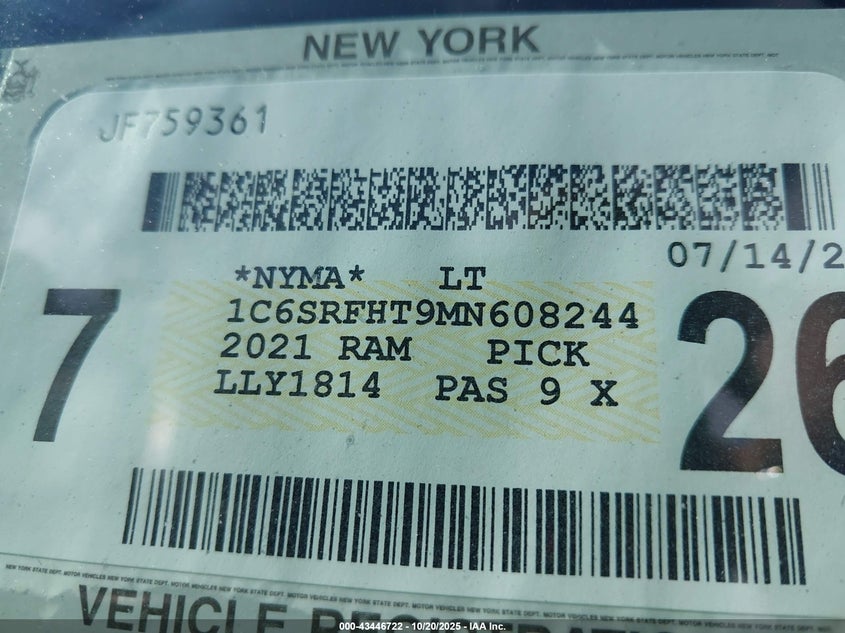 NEW YORK
JF759361
07/14/2
*NYMA* LT
1C6SRFHT9MN608244
2021 RAM PICK
LLY1814 PAS 9 X
7
26
VEHICLE REGISTRATION
000-43446722 - 10/20/2025 - IAA Inc.